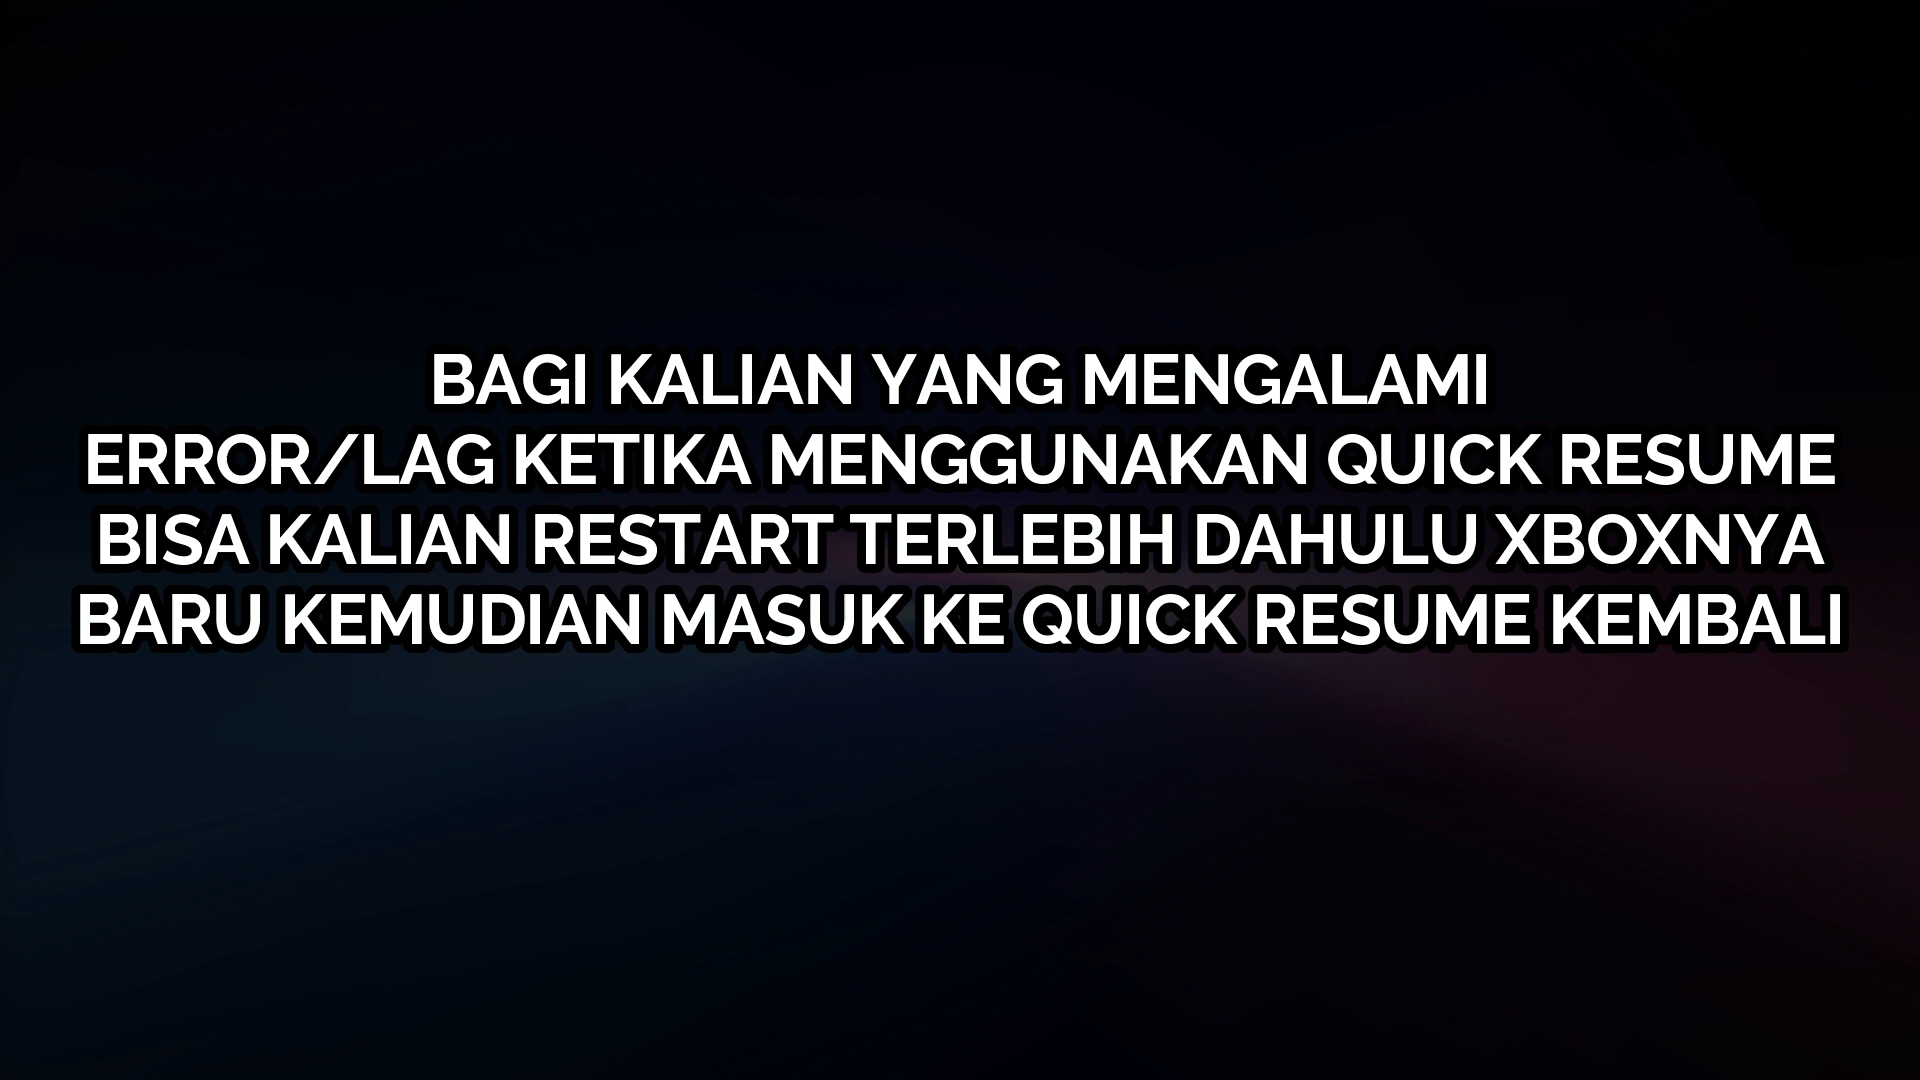 BAGI KALIAN YANG MENGALAMI
ERROR/LAG KETIKA MENGGUNAKAN QUICK RESUME
BISA KALIAN RESTART TERLEBIH DAHULU XBOXNYA
BARU KEMUDIAN MASUK KE QUICK RESUME KEMBALI